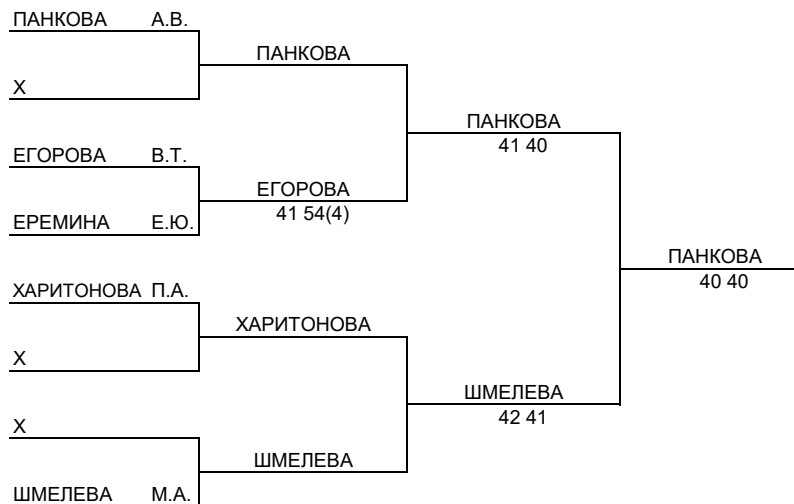 ПАНКОВА А.В.
ПАНКОВА
Х
ПАНКОВА
41 40
ЕГОРОВА В.Т.
ЕГОРОВА
41 54(4)
ЕРЕМИНА Е.Ю.
ПАНКОВА
40 40
ХАРИТОНОВА П.А.
ХАРИТОНОВА
Х
ШМЕЛЕВА
42 41
Х
ШМЕЛЕВА
ШМЕЛЕВА М.А.